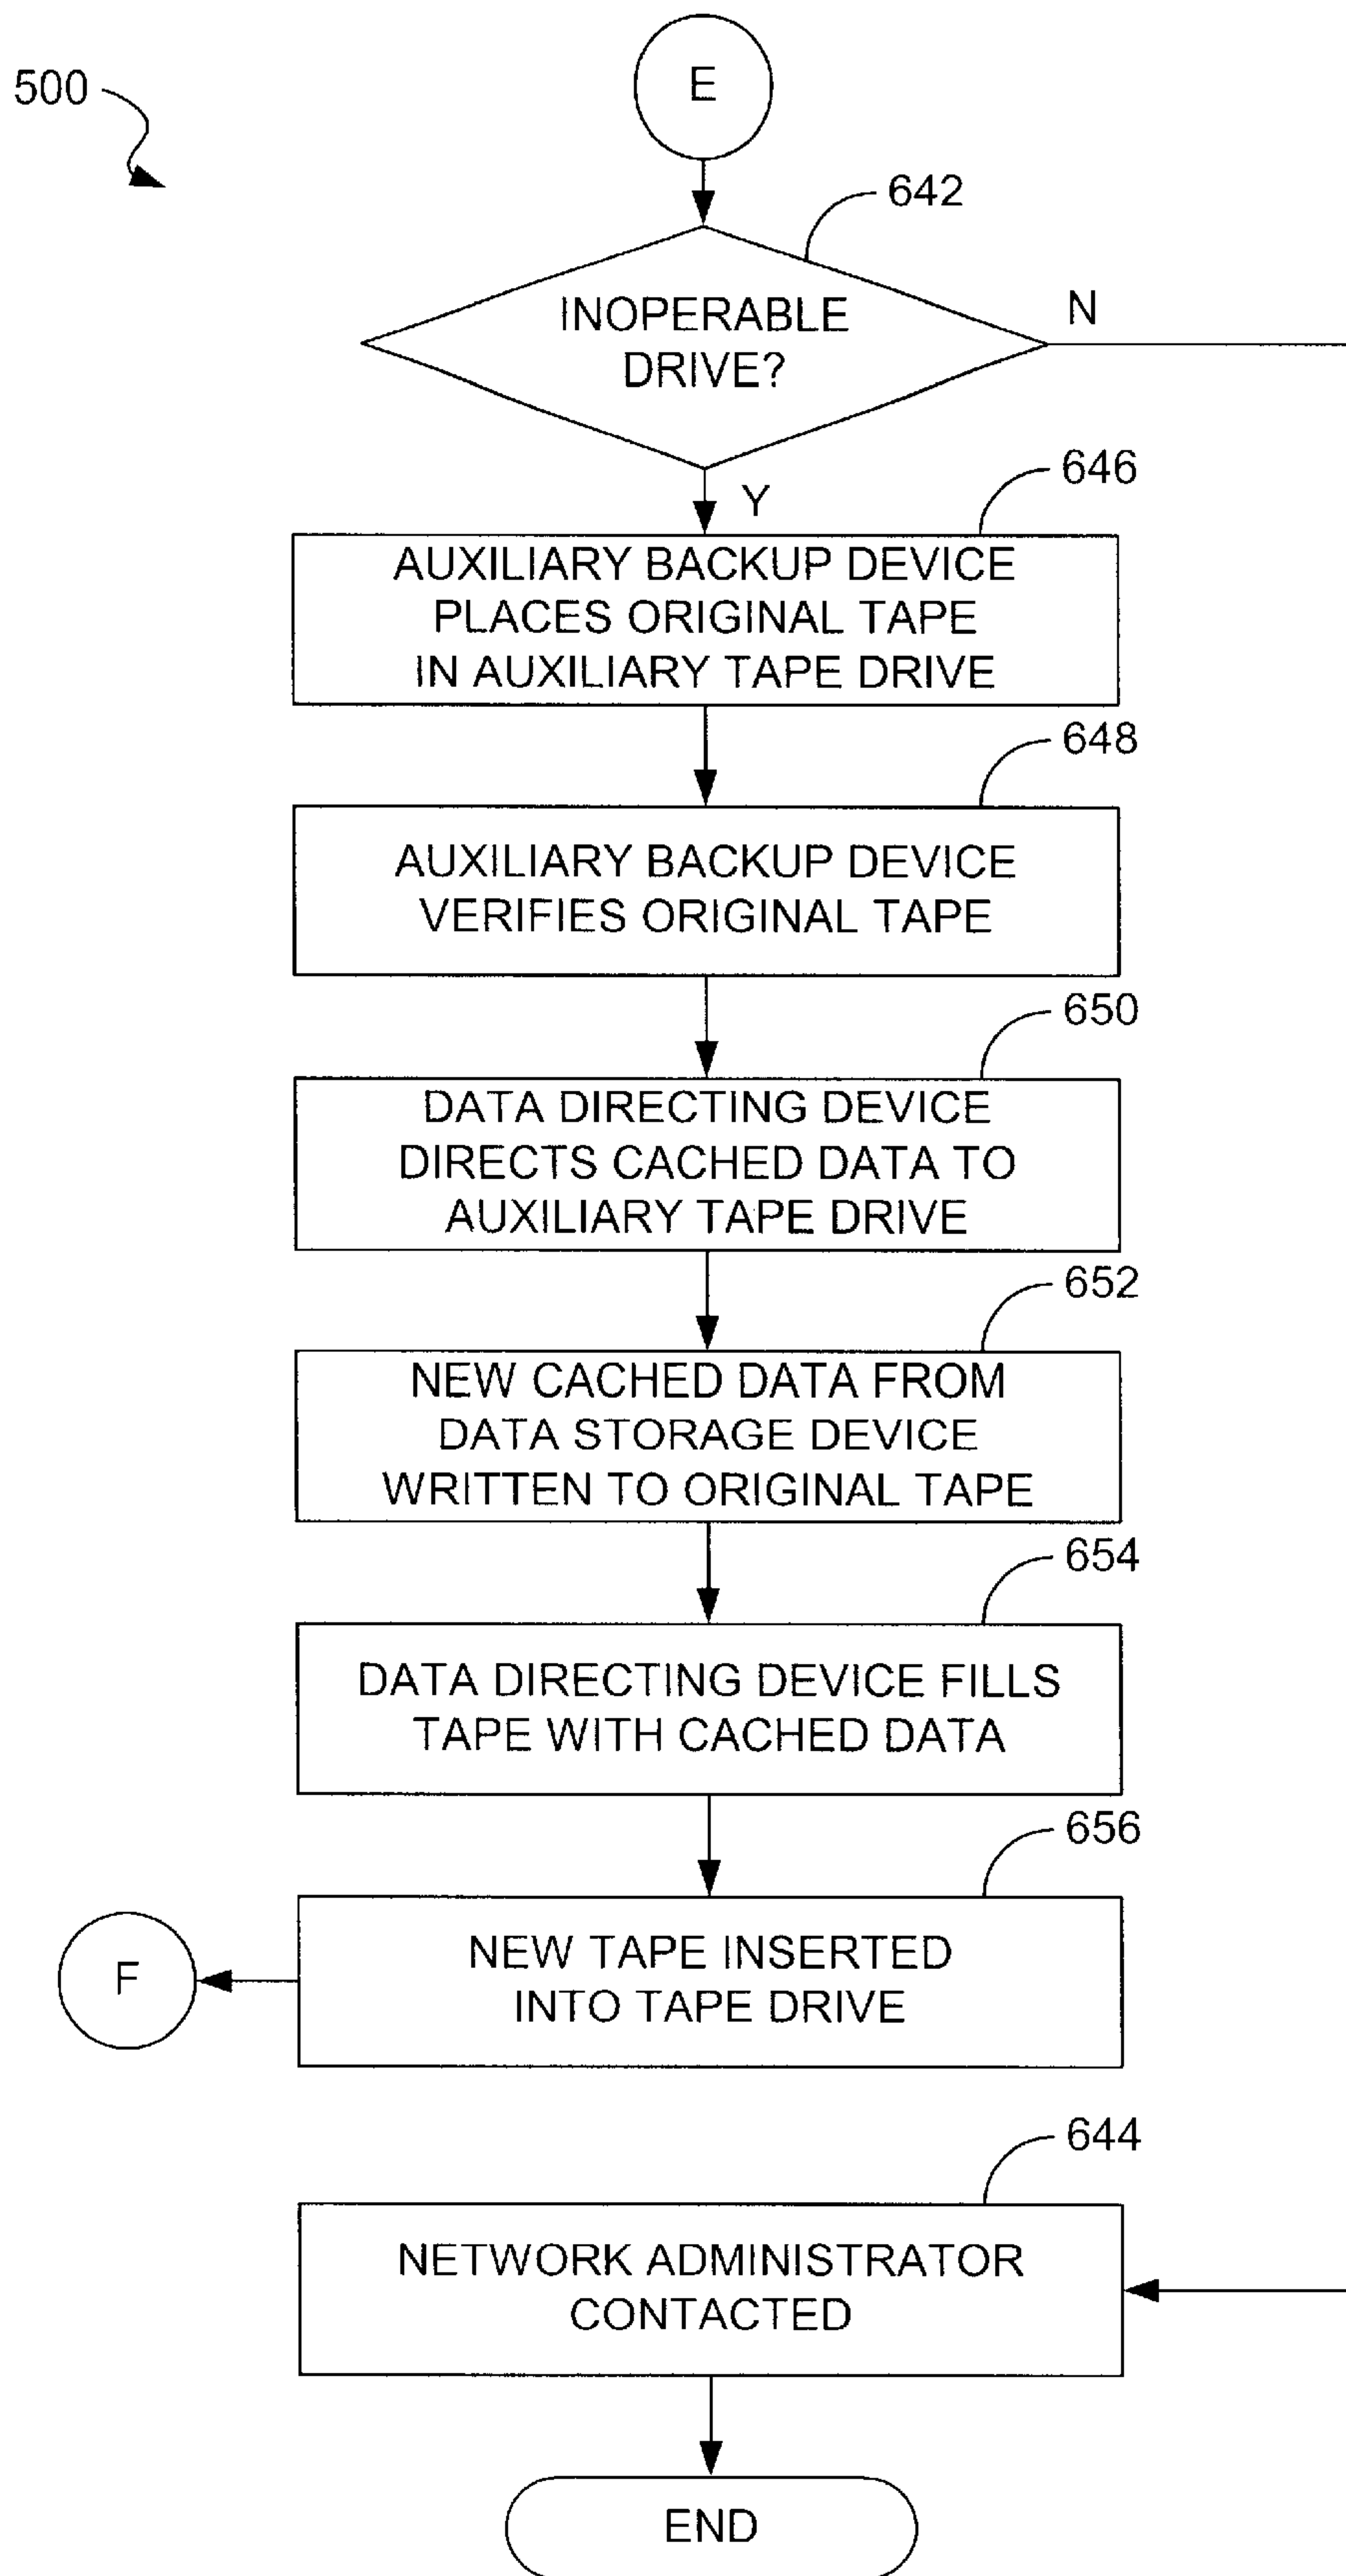 500
E
642
INOPERABLE
DRIVE?
N
Y
646
AUXILIARY BACKUP DEVICE
PLACES ORIGINAL TAPE
IN AUXILIARY TAPE DRIVE
648
AUXILIARY BACKUP DEVICE
VERIFIES ORIGINAL TAPE
650
DATA DIRECTING DEVICE
DIRECTS CACHED DATA TO
AUXILIARY TAPE DRIVE
652
NEW CACHED DATA FROM
DATA STORAGE DEVICE
WRITTEN TO ORIGINAL TAPE
654
DATA DIRECTING DEVICE FILLS
TAPE WITH CACHED DATA
656
NEW TAPE INSERTED
INTO TAPE DRIVE
F
644
NETWORK ADMINISTRATOR
CONTACTED
END